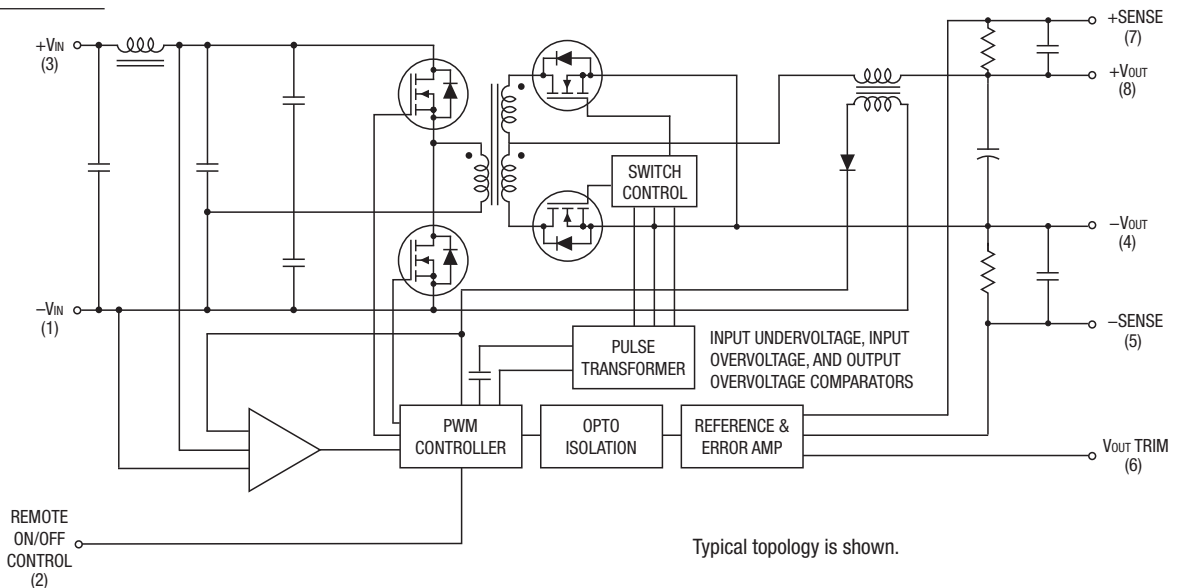 +SENSE
(7)
+VIN
(3)
+VOUT
(8)
SWITCH
CONTROL
−VOUT
(4)
−VIN
(1)
−SENSE
(5)
PULSE
TRANSFORMER
INPUT UNDERVOLTAGE, INPUT
OVERVOLTAGE, AND OUTPUT
OVERVOLTAGE COMPARATORS
PWM
CONTROLLER
OPTO
ISOLATION
REFERENCE &
ERROR AMP
VOUT TRIM
(6)
REMOTE
ON/OFF
CONTROL
(2)
Typical topology is shown.